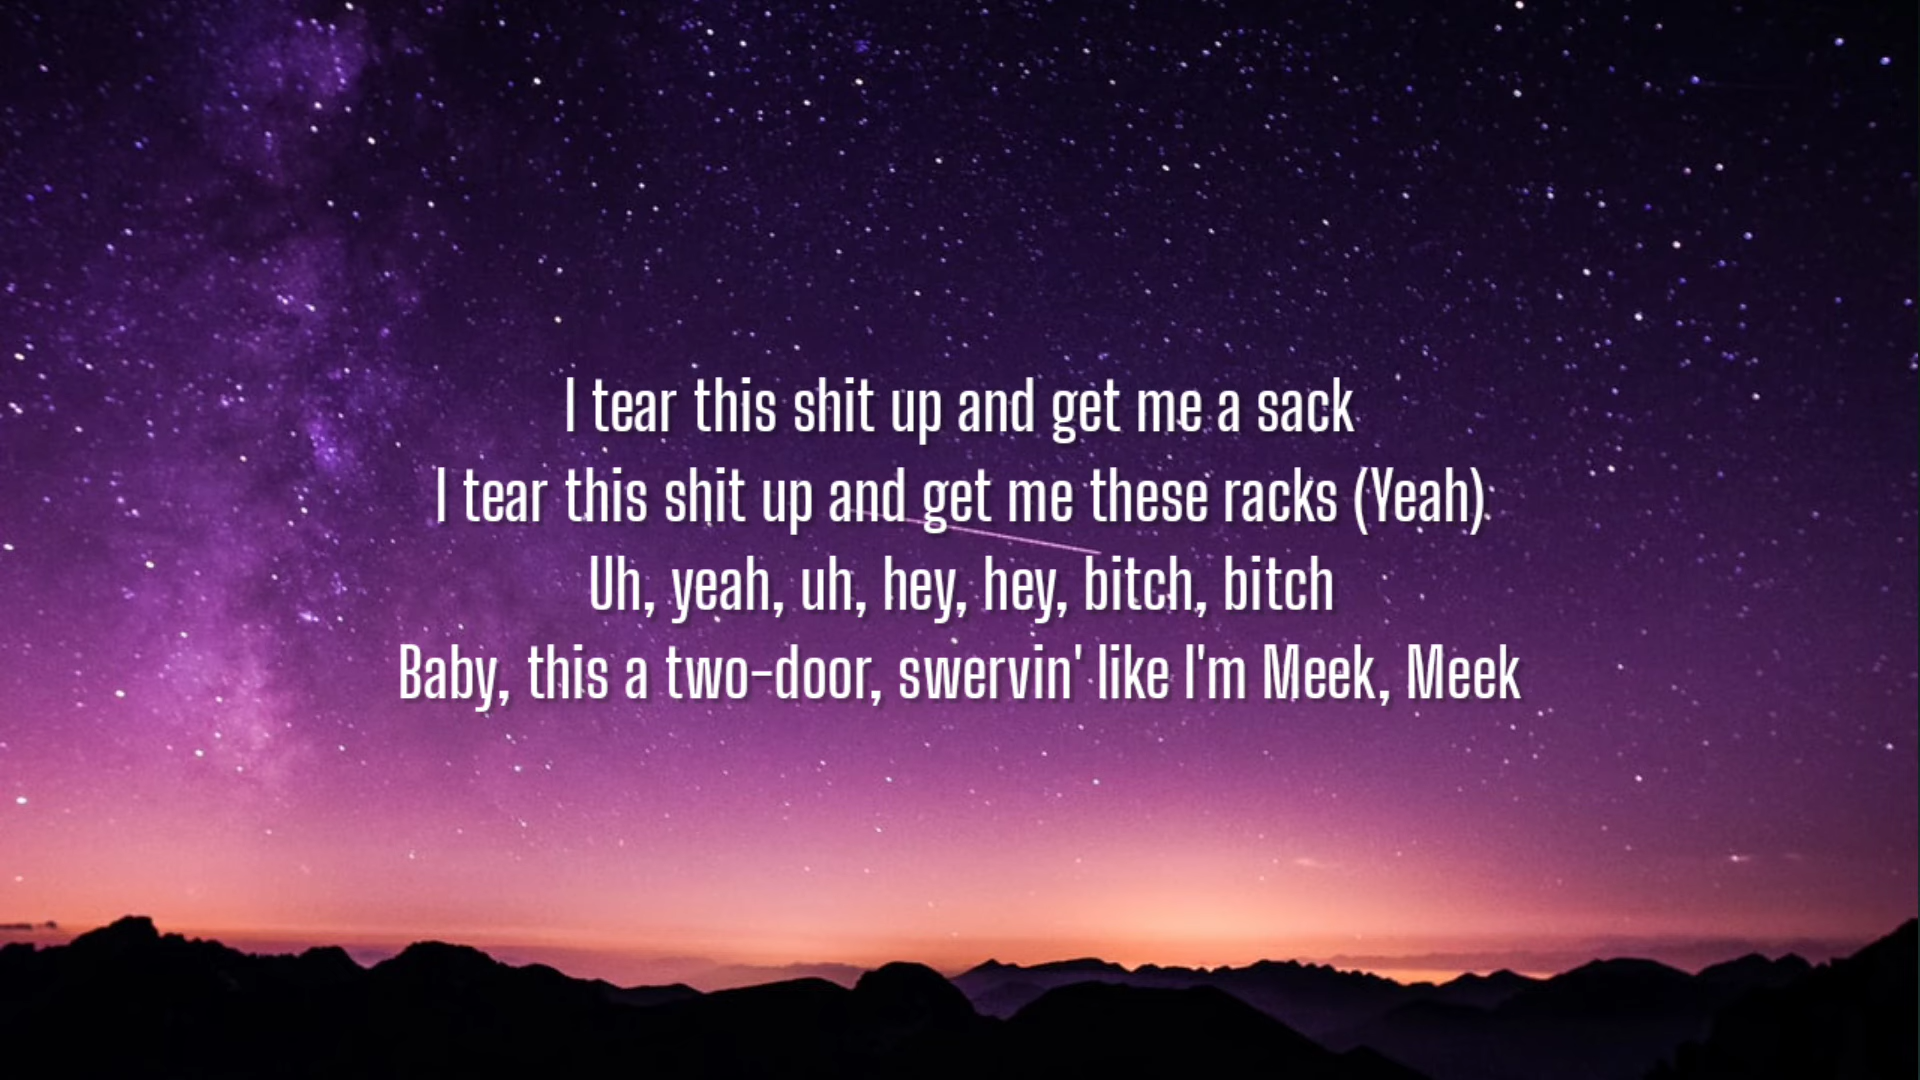 I tear this shit up and get me a sack
I tear this shit up and get me these racks (Yeah)
Uh, yeah, uh, hey, hey, bitch, bitch
Baby, this a two-door, swervin' like I'm Meek, Meek